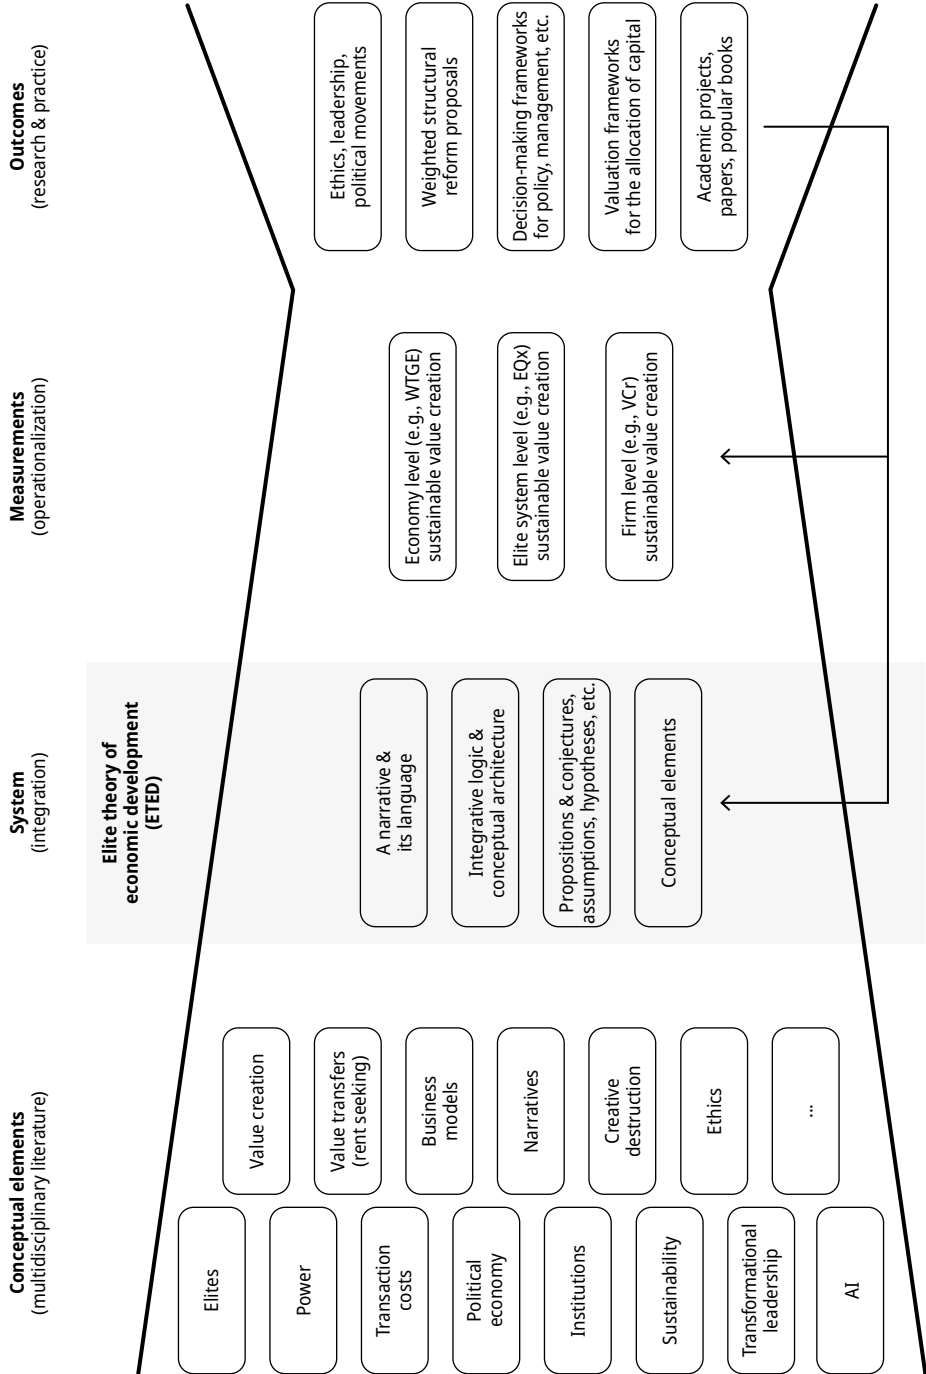 Conceptual elements
(multidisciplinary literature)
Elites
Power
Transaction
costs
Political
economy
Institutions
Sustainability
Transformational
leadership
AI
Value creation
Value transfers
(rent seeking)
Business
models
Narratives
Creative
destruction
Ethics
...
System
(integration)
Elite theory of
economic development
(ETED)
A narrative &
its language
Integrative logic &
conceptual architecture
Propositions & conjectures,
assumptions, hypotheses, etc.
Conceptual elements
Measurements
(operationalization)
Economy level (e.g., WTGE)
sustainable value creation
Elite system level (e.g., EQx)
sustainable value creation
Firm level (e.g., VCr)
sustainable value creation
Outcomes
(research & practice)
Ethics, leadership,
political movements
Weighted structural
reform proposals
Decision-making frameworks
for policy, management, etc.
Valuation frameworks
for the allocation of capital
Academic projects,
papers, popular books